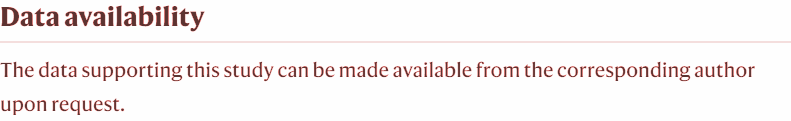 Data availability
The data supporting this study can be made available from the corresponding author
upon request.